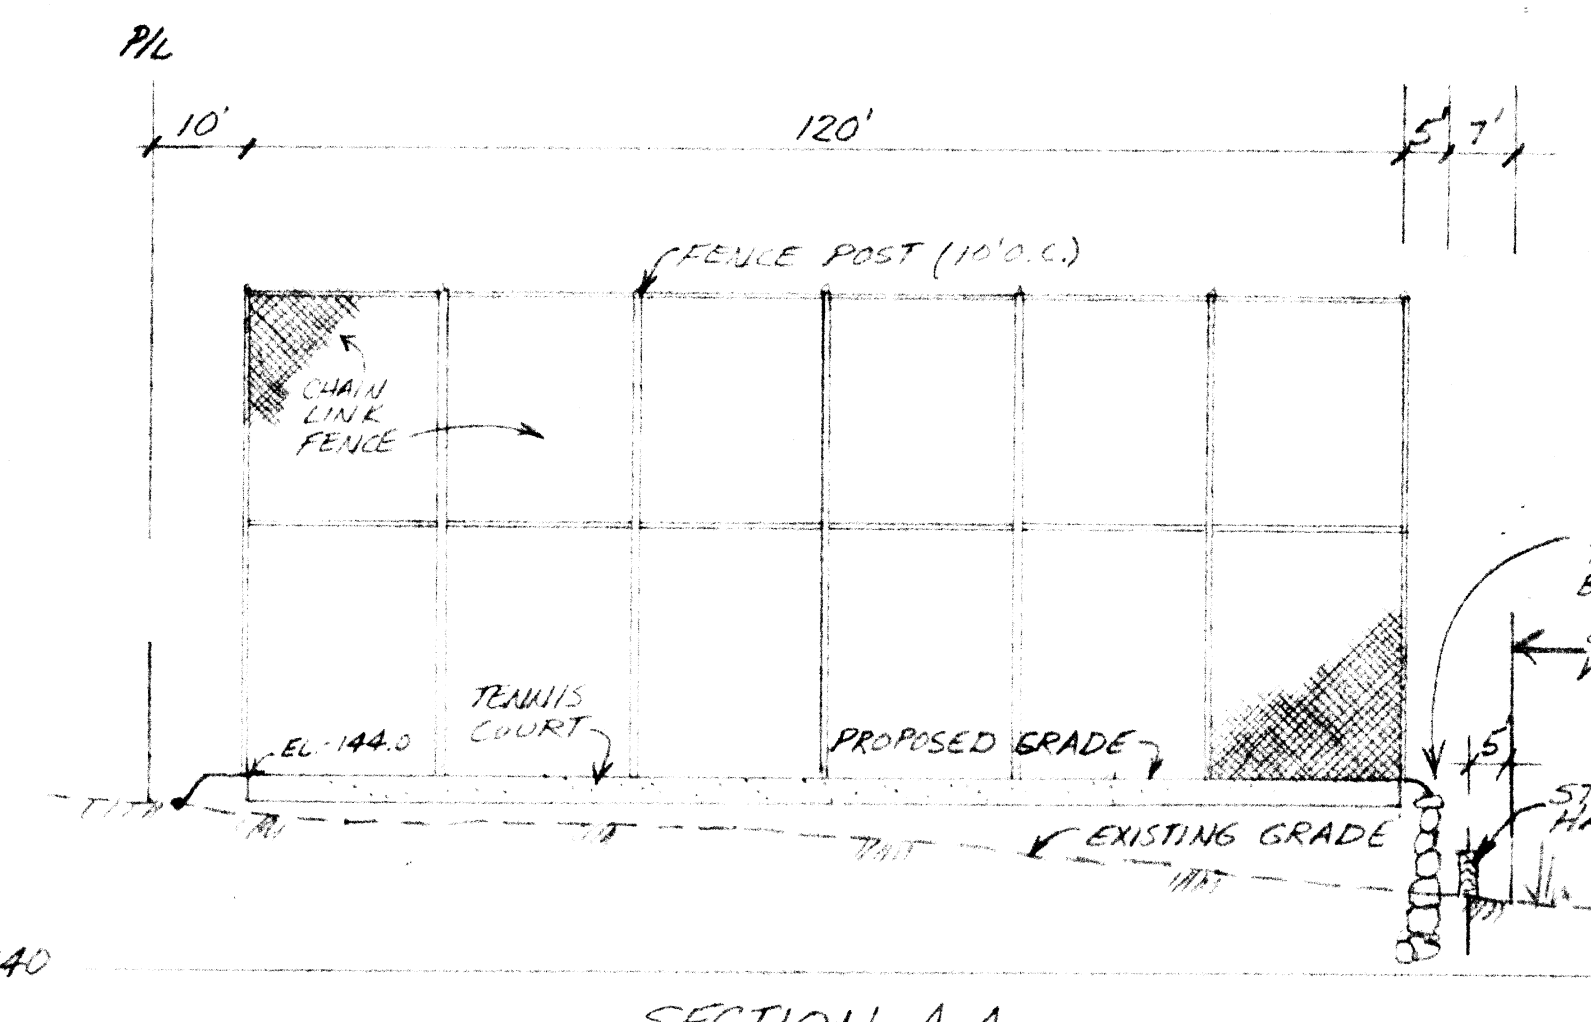 P/L
10'
120'
5'
7'
FENCE POST (10' O.C.)
CHAIN
LINK
FENCE
TENNIS
COURT
EL-144.0
PROPOSED GRADE
5'
EXISTING GRADE
40
SECTION A-A